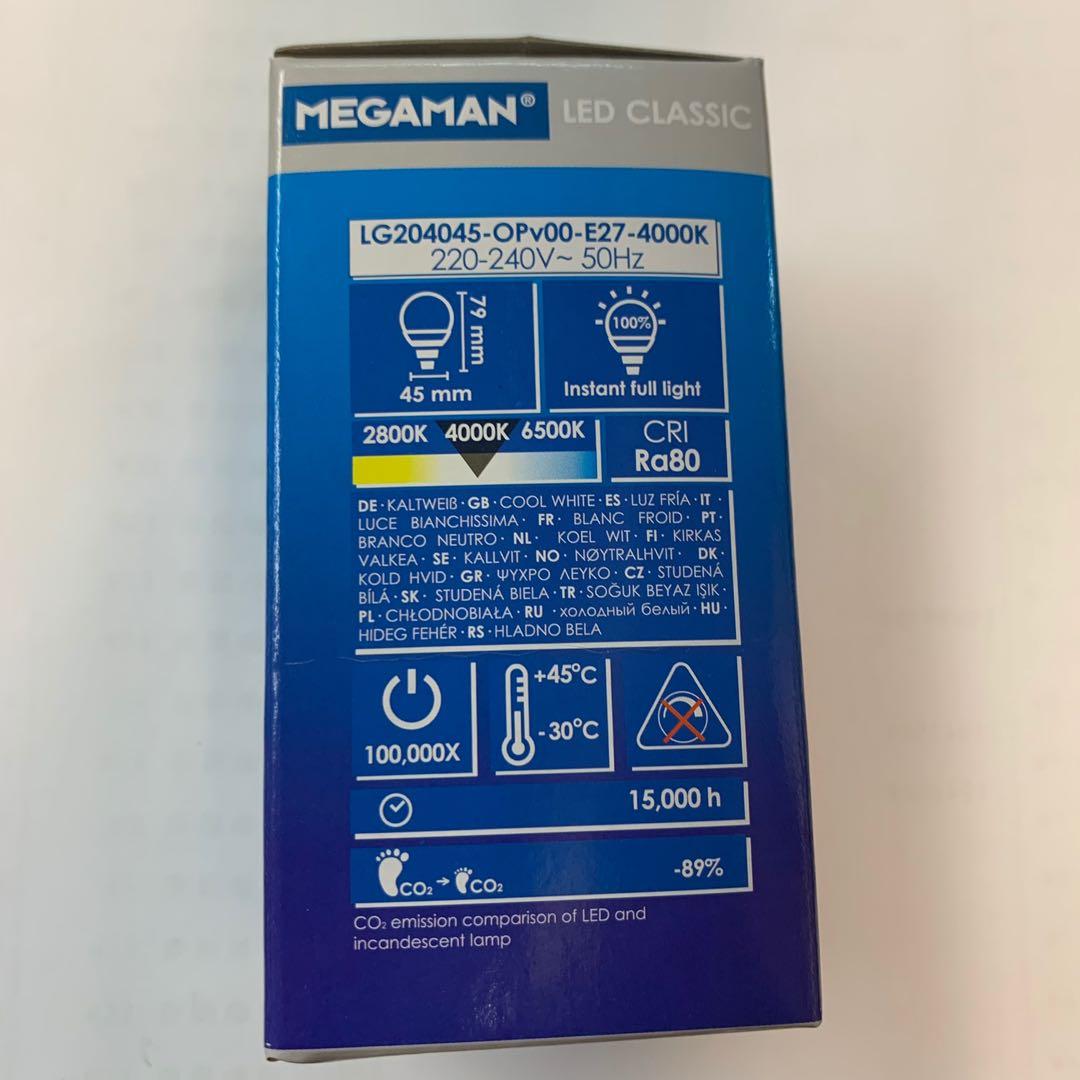 MEGAMAN® LED CLASSIC
LG204045-OPv00-E27-4000K
220-240V~ 50Hz
79 mm
45 mm
100%
Instant full light
2800K 4000K 6500K
CRI
Ra80
DE · KALTWEIß · GB · COOL WHITE · ES · LUZ FRÍA · IT ·
LUCE BIANCHISSIMA · FR · BLANC FROID · PT ·
BRANCO NEUTRO · NL · KOEL WIT · FI · KIRKAS
VALKEA · SE · KALLVIT · NO · NØYTRALHVIT · DK ·
KOLD HVID · GR · ΨΥΧΡΟ ΛΕΥΚΟ · CZ · STUDENÁ
BÍLÁ · SK · STUDENÁ BIELA · TR · SOĞUK BEYAZ IŞIK ·
PL · CHŁODNOBIAŁA · RU · холодный белый · HU ·
HIDEG FEHÉR · RS · HLADNO BELA
100,000X
+45°C
-30°C
15,000 h
CO₂ → CO₂
-89%
CO₂ emission comparison of LED and
incandescent lamp